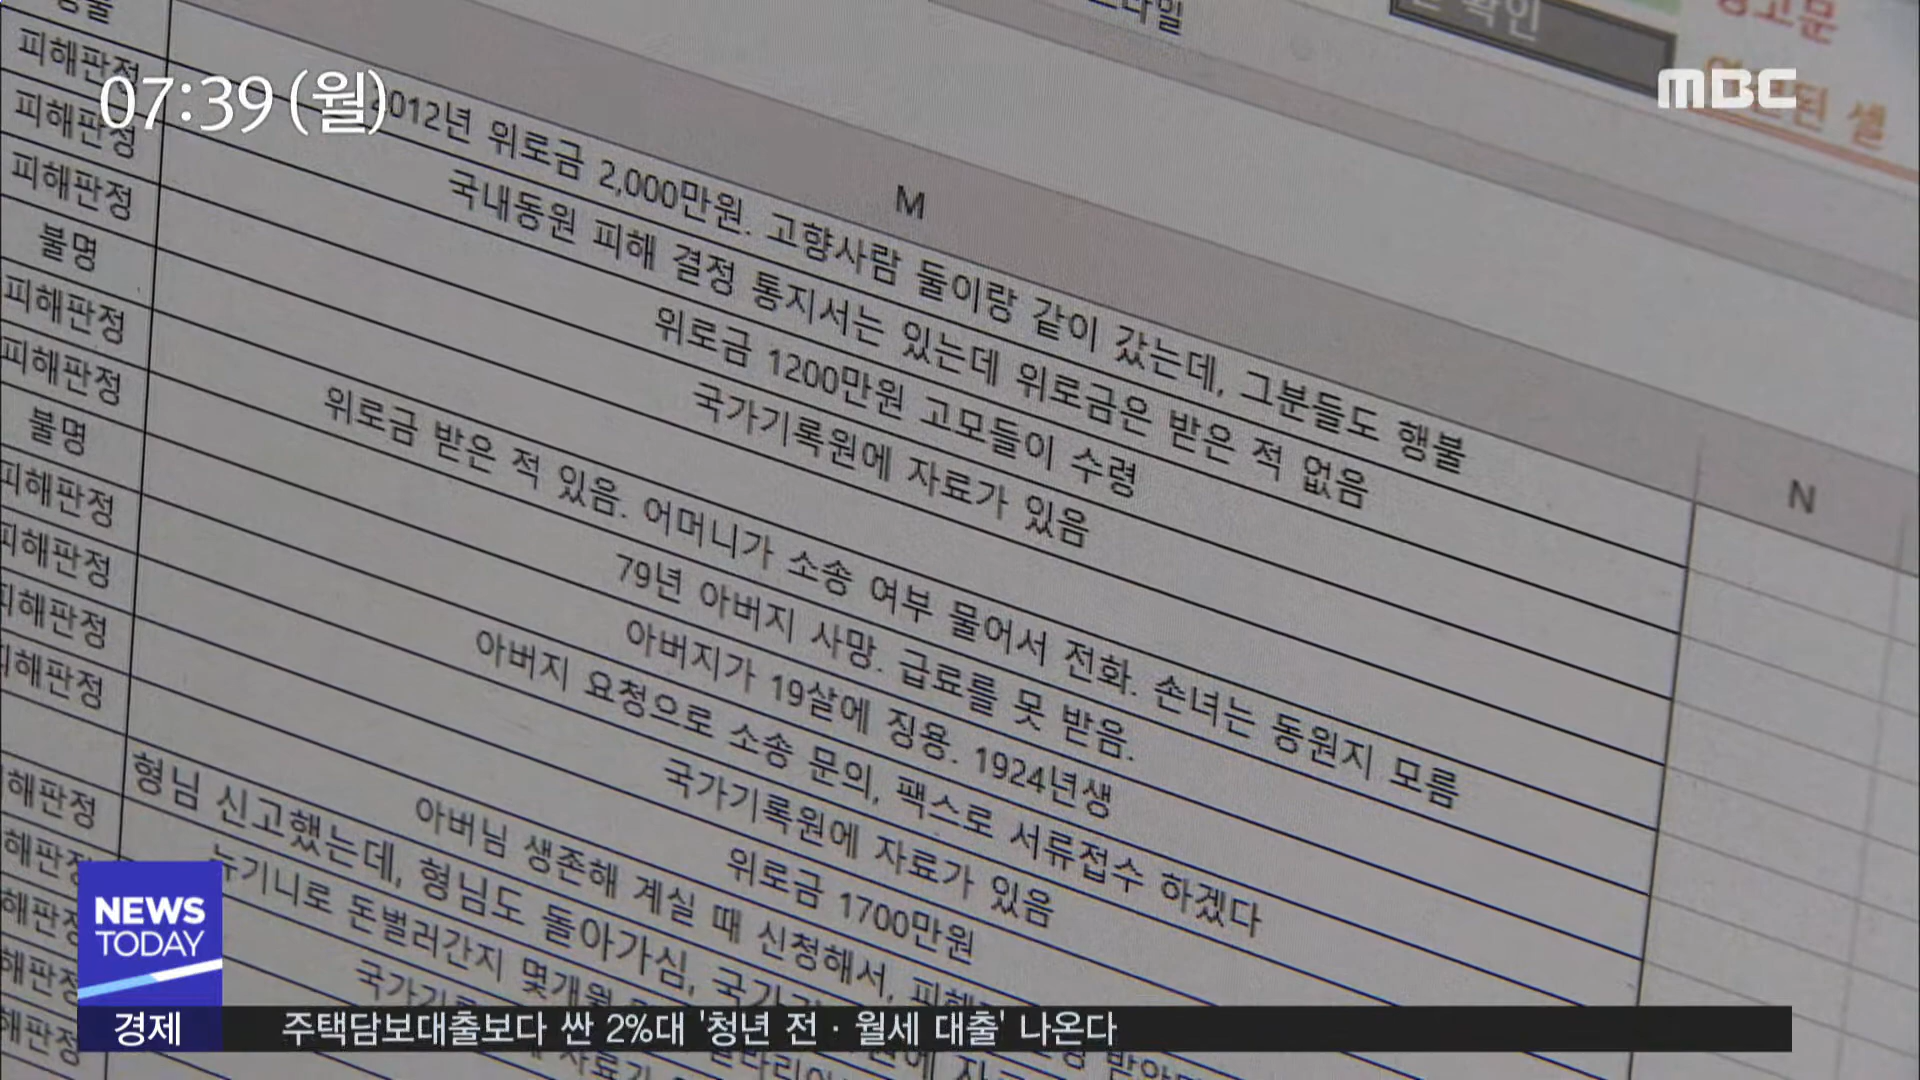 07:39 (월)
MBC
확인
경고문
된 셀
M
N
피해판정
피해판정
피해판정
불명
피해판정
피해판정
불명
피해판정
피해판정
피해판정
피해판정
해판정
2012년 위로금 2,000만원. 고향사람 둘이랑 같이 갔는데, 그분들도 행불
국내동원 피해 결정 통지서는 있는데 위로금은 받은 적 없음
위로금 1200만원 고모들이 수령
국가기록원에 자료가 있음
위로금 받은 적 있음. 어머니가 소송 여부 물어서 전화. 손녀는 동원지 모름
79년 아버지 사망. 급료를 못 받음.
아버지가 19살에 징용. 1924년생
아버지 요청으로 소송 문의, 팩스로 서류접수 하겠다
국가기록원에 자료가 있음
위로금 1700만원
아버님 생존해 계실 때 신청해서,
형님 신고했는데, 형님도 돌아가심,
뉴기니로 돈벌러간지 몇개월
NEWS
TODAY
경제
주택담보대출보다 싼 2%대 '청년 전·월세 대출' 나온다